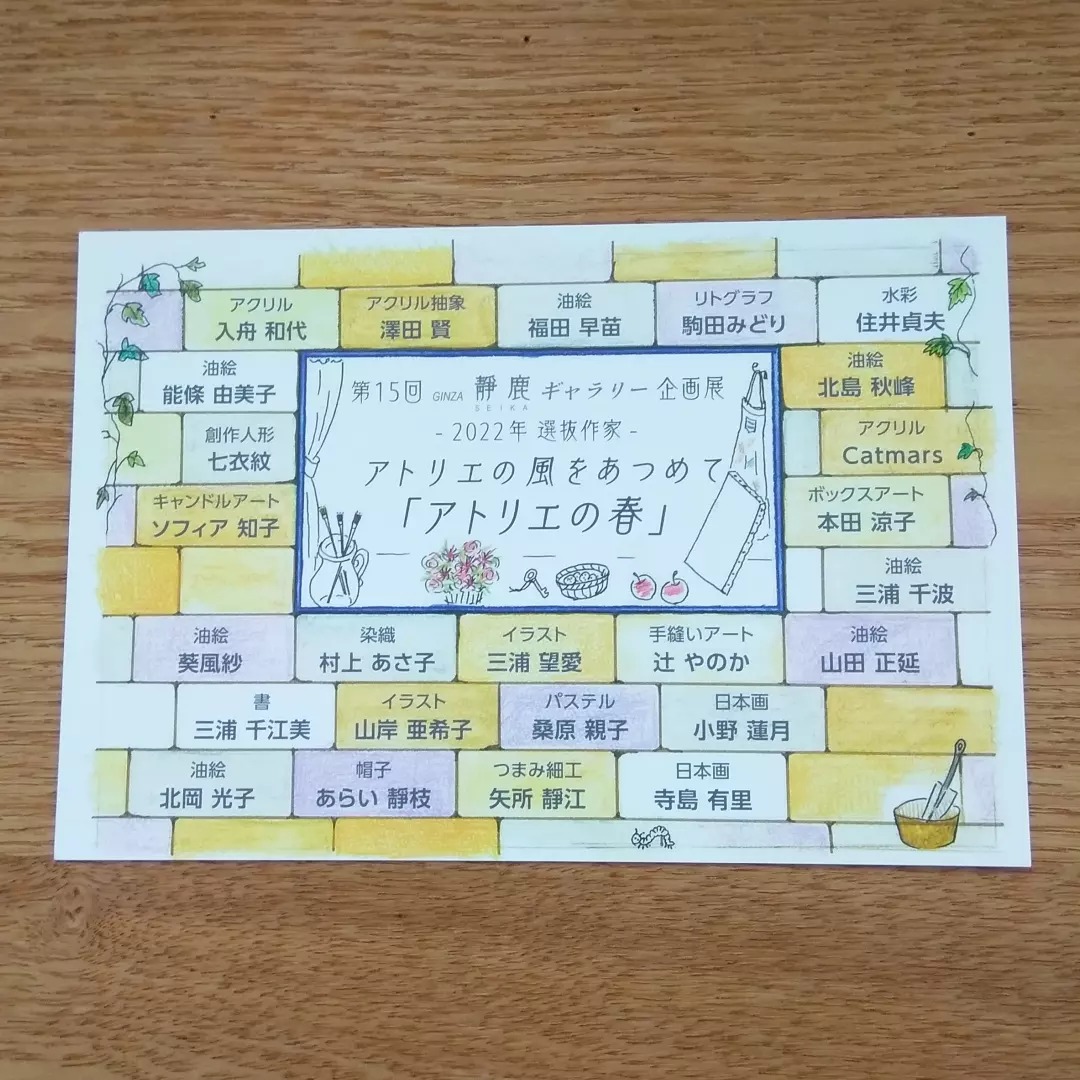 アクリル
入舟 和代
アクリル抽象
澤田 賢
油絵
福田 早苗
リトグラフ
駒田みどり
水彩
住井貞夫
油絵
能條 由美子
油絵
北島 秋峰
創作人形
七衣紋
アクリル
Catmars
キャンドルアート
ソフィア 知子
ボックスアート
本田 涼子
油絵
三浦 千波
第15回 GINZA 靜鹿 ギャラリー 企画展
SEIKA
- 2022年 選抜作家 -
アトリエの風をあつめて
「アトリエの春」
油絵
葵風紗
染織
村上 あさ子
イラスト
三浦 望愛
手縫いアート
辻 やのか
油絵
山田 正延
書
三浦 千江美
イラスト
山岸 亜希子
パステル
桑原 親子
日本画
小野 蓮月
油絵
北岡 光子
帽子
あらい 靜枝
つまみ細工
矢所 靜江
日本画
寺島 有里